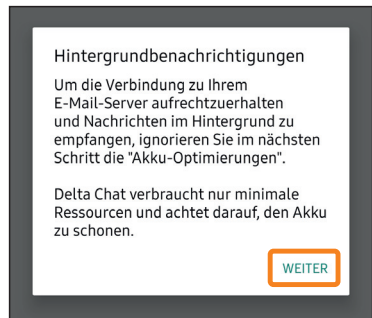 Hintergrundbenachrichtigungen
Um die Verbindung zu Ihrem
E-Mail-Server aufrechtzuerhalten
und Nachrichten im Hintergrund zu
empfangen, ignorieren Sie im nächsten
Schritt die "Akku-Optimierungen".
Delta Chat verbraucht nur minimale
Ressourcen und achtet darauf, den Akku
zu schonen.
WEITER